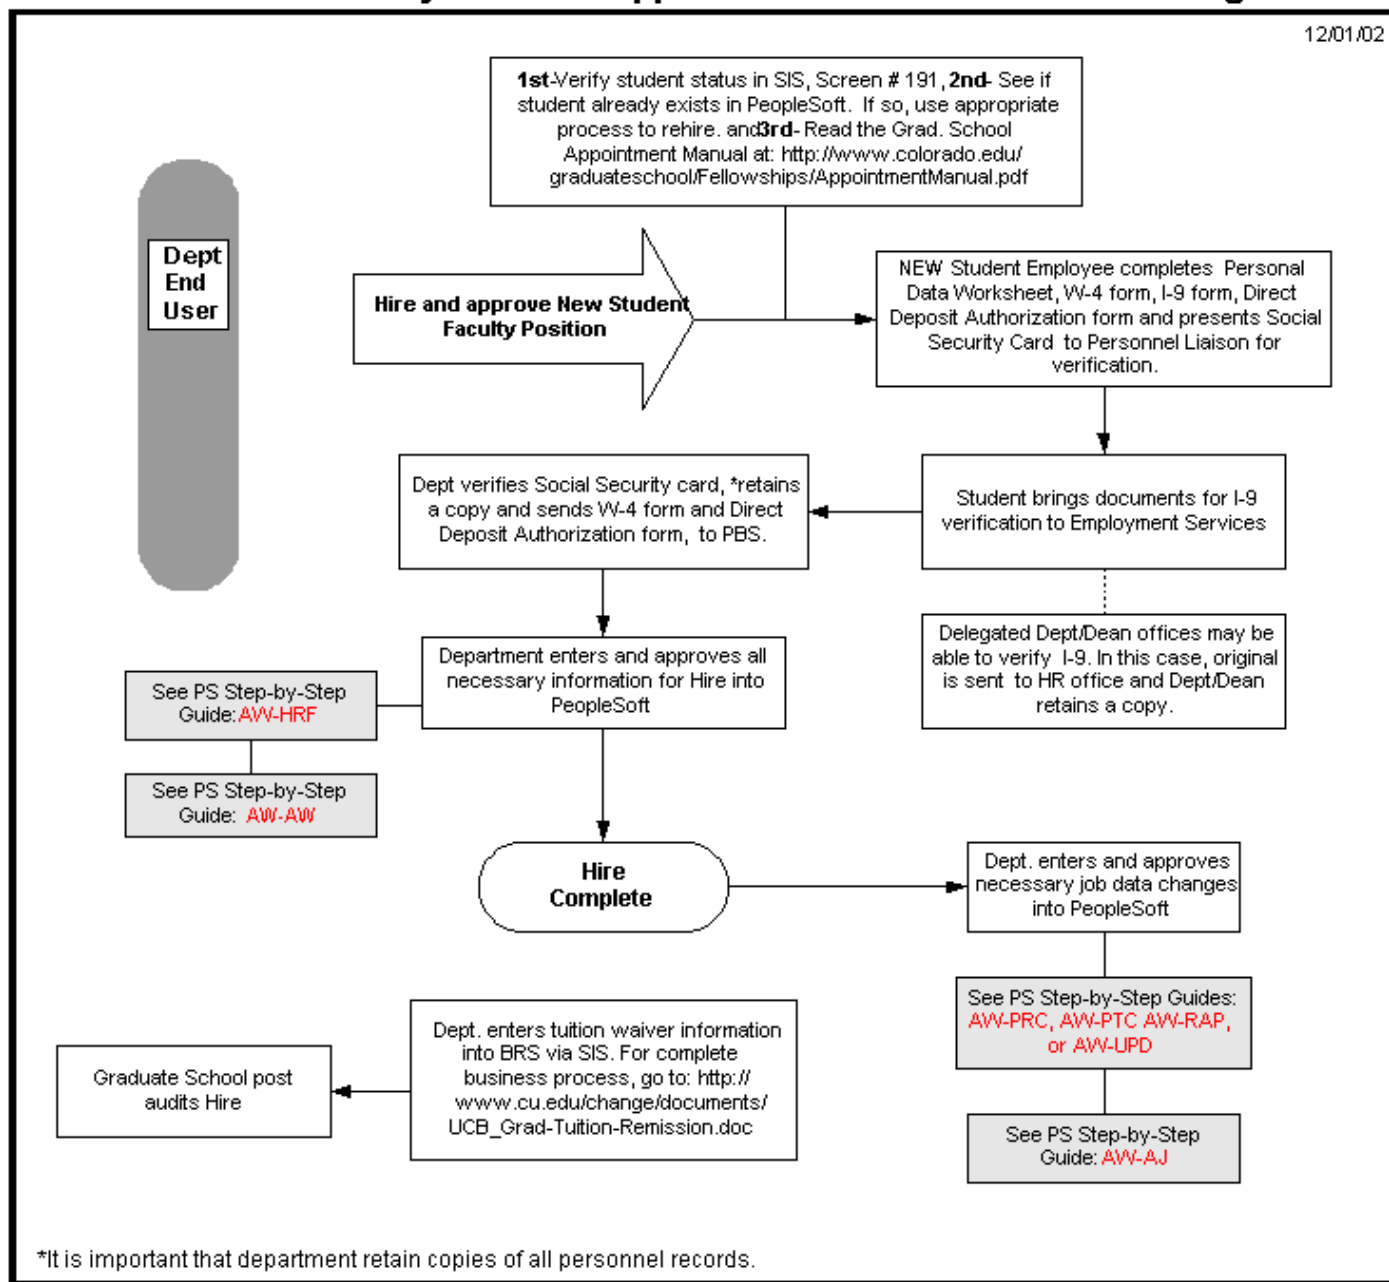 12/01/02
1st-Verify student status in SIS, Screen # 191, 2nd- See if
student already exists in PeopleSoft. If so, use appropriate
process to rehire. and3rd- Read the Grad. School
Appointment Manual at: http://www.colorado.edu/
graduateschool/Fellowships/AppointmentManual.pdf
Dept
End
User
Hire and approve New Student
Faculty Position
NEW Student Employee completes Personal
Data Worksheet, W-4 form, I-9 form, Direct
Deposit Authorization form and presents Social
Security Card to Personnel Liaison for
verification.
Dept verifies Social Security card, *retains
a copy and sends W-4 form and Direct
Deposit Authorization form, to PBS.
Student brings documents for I-9
verification to Employment Services
Department enters and approves all
necessary information for Hire into
PeopleSoft
Delegated Dept/Dean offices may be
able to verify I-9. In this case, original
is sent to HR office and Dept/Dean
retains a copy.
See PS Step-by-Step
Guide: AW-HRF
See PS Step-by-Step
Guide: AW-AW
Hire
Complete
Dept. enters and approves
necessary job data changes
into PeopleSoft
See PS Step-by-Step Guides:
AW-PRC, AW-PTC AW-RAP,
or AW-UPD
See PS Step-by-Step
Guide: AW-AJ
Dept. enters tuition waiver information
into BRS via SIS. For complete
business process, go to: http://
www.cu.edu/change/documents/
UCB_Grad-Tuition-Remission.doc
Graduate School post
audits Hire
*It is important that department retain copies of all personnel records.